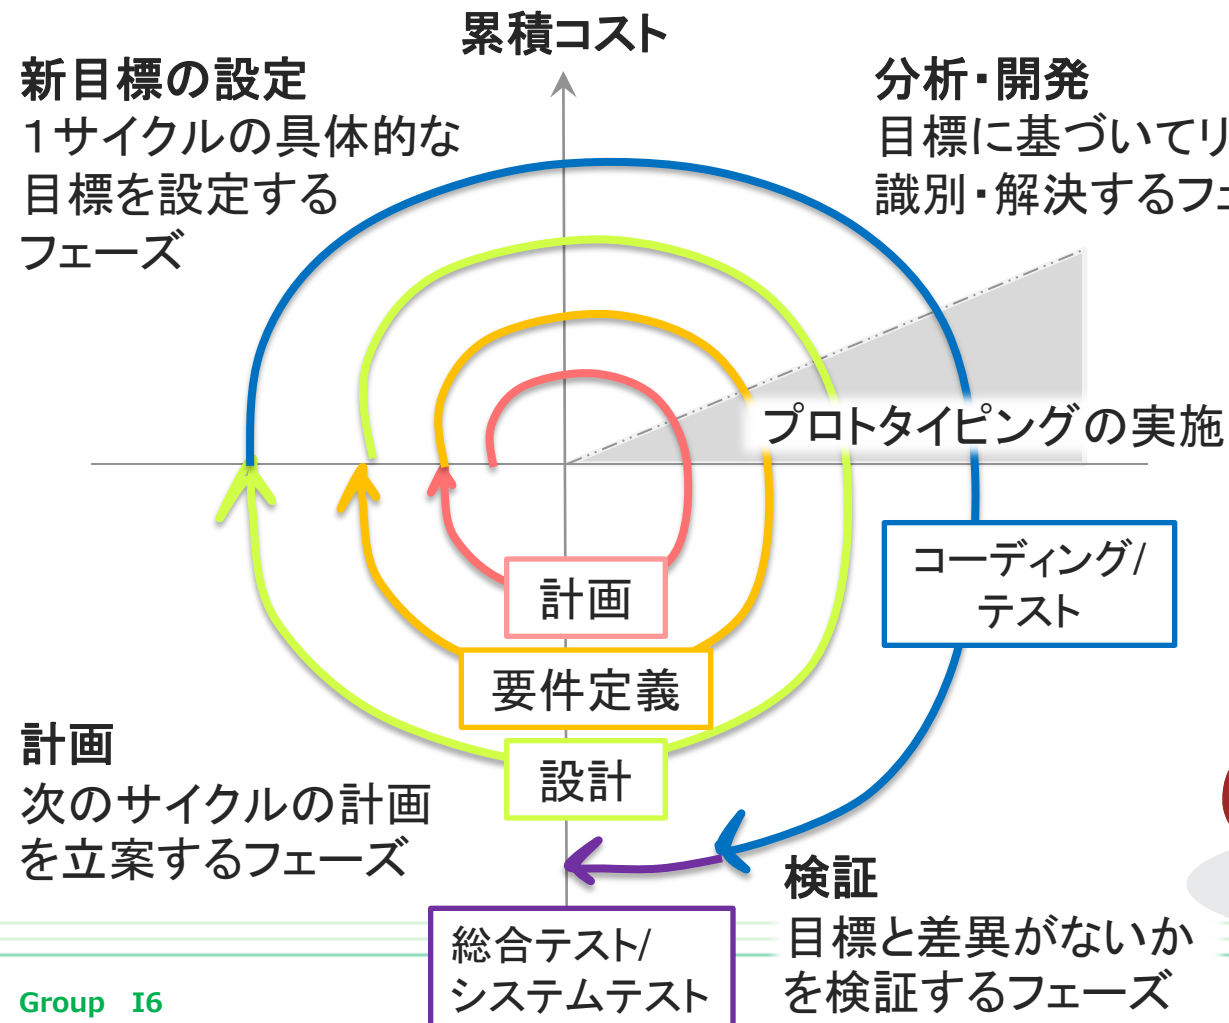 累積コスト
新目標の設定
1サイクルの具体的な
目標を設定する
フェーズ
分析・開発
目標に基づいてリ
識別・解決するフェ
プロトタイピングの実施
コーディング/
テスト
計画
要件定義
設計
計画
次のサイクルの計画
を立案するフェーズ
検証
目標と差異がないか
を検証するフェーズ
総合テスト/
システムテスト
Group I6